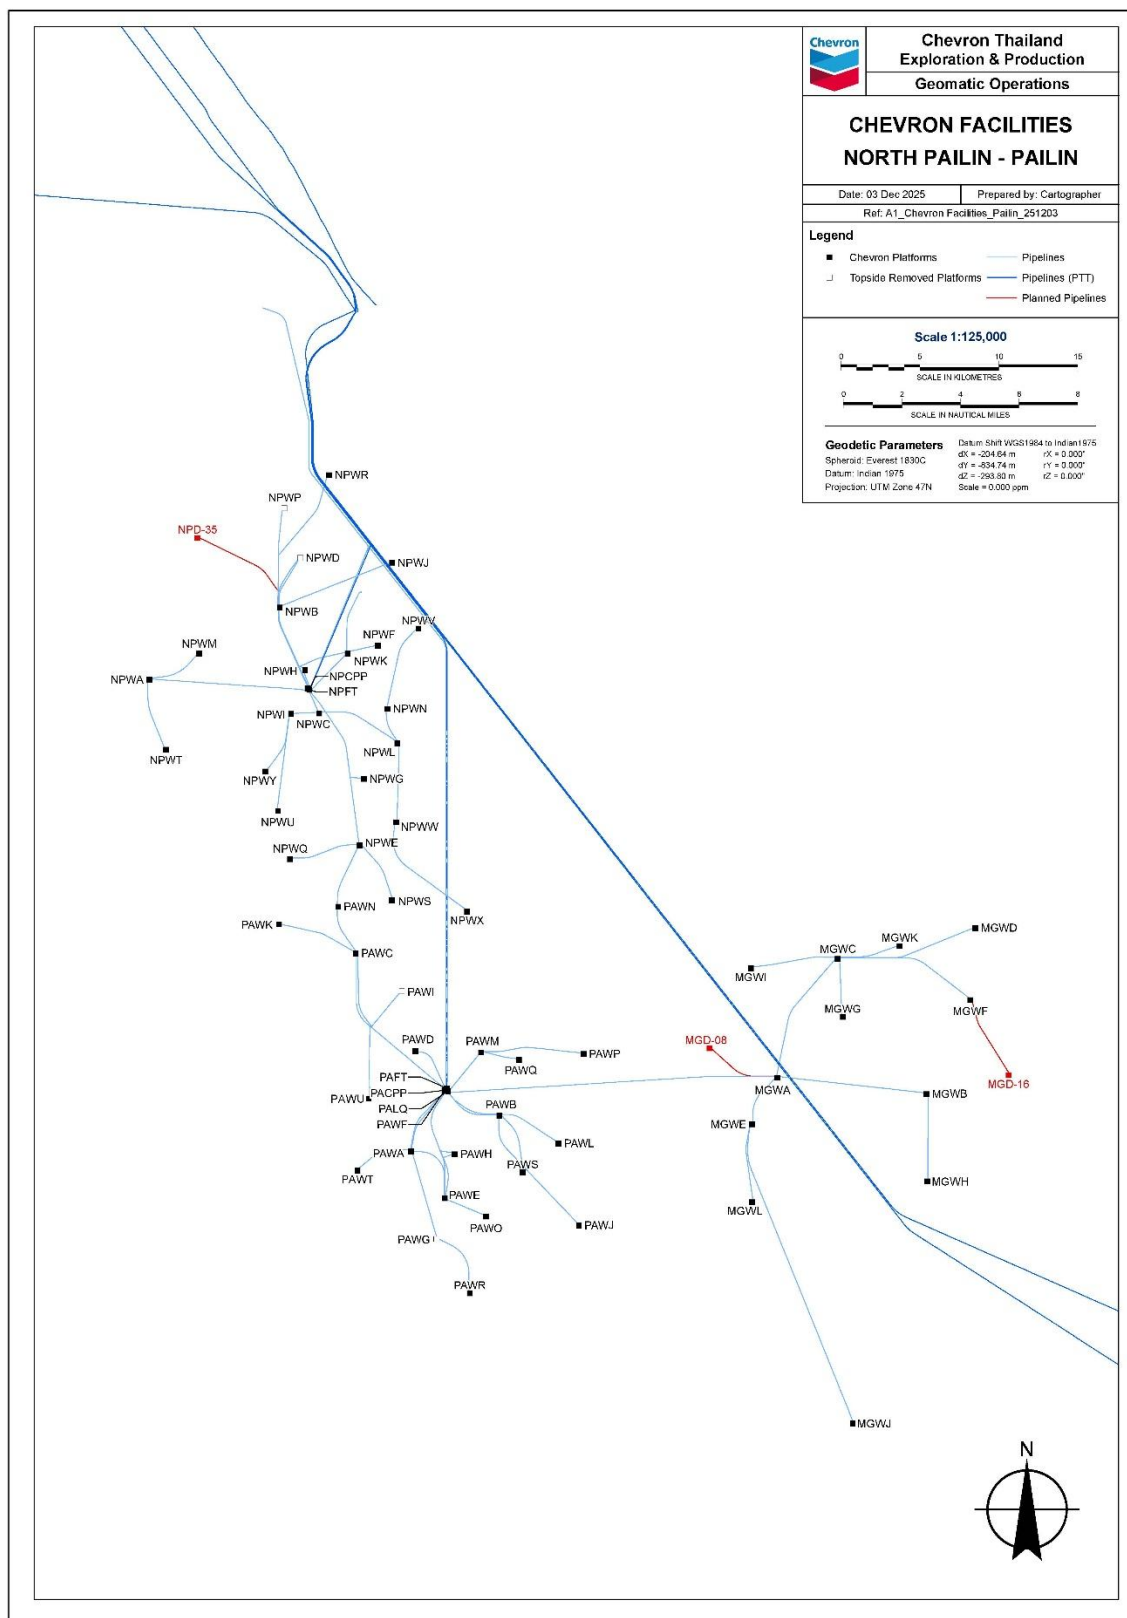 Chevron
Chevron Thailand
Exploration & Production
Geomatic Operations
CHEVRON FACILITIES
NORTH PAILIN - PAILIN
Date: 03 Dec 2025
Prepared by: Cartographer
Ref: A1_Chevron Facilities_Pailin_251203
Legend
Chevron Platforms
Topside Removed Platforms
Pipelines
Pipelines (PTT)
Planned Pipelines
Scale 1:125,000
0 5 10 15
SCALE IN KILOMETRES
0 2 4 6 8
SCALE IN NAUTICAL MILES
Geodetic Parameters
Spheroid: Everest 1830C
Datum: Indian 1975
Projection: UTM Zone 47N
Datum Shift WGS1984 to Indian1975
dX = -204.64 m rX = 0.000"
dY = -834.74 m rY = 0.000"
dZ = -293.80 m rZ = 0.000"
Scale = 0.000 ppm
NPWR
NPWP
NPD-35
NPWD
NPWJ
NPWB
NPWV
NPWF
NPWM
NPWK
NPWH
NPCPP
NPWA
NPFT
NPWN
NPWI
NPWC
NPWL
NPWT
NPWY
NPWG
NPWU
NPWW
NPWE
NPWQ
NPWS
PAWN
NPWX
PAWK
PAWC
MGWD
MGWK
MGWC
MGWI
PAWI
MGWF
MGWG
PAWD
PAWM
MGD-08
PAWP
PAWQ
PAFT
MGD-16
PACPP
MGWA
PAWU
MGWB
PALQ
PAWB
PAWF
MGWE
PAWL
PAWA
PAWH
PAWS
PAWT
MGWH
PAWE
MGWL
PAWO
PAWJ
PAWG
PAWR
MGWJ
N